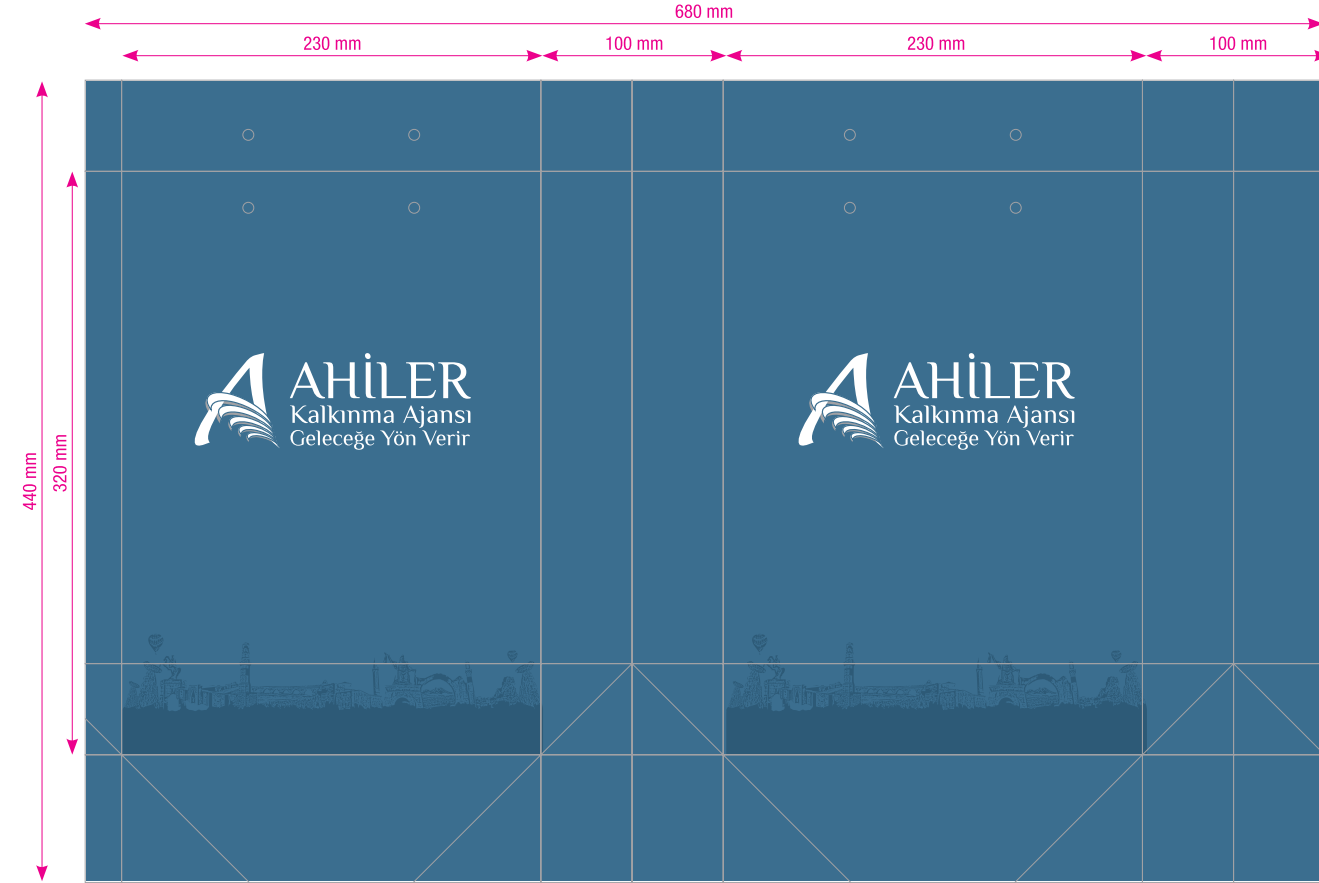 680 mm
230 mm
100 mm
230 mm
100 mm
440 mm
320 mm
AHİLER
Kalkınma Ajansı
Geleceğe Yön Verir
AHİLER
Kalkınma Ajansı
Geleceğe Yön Verir